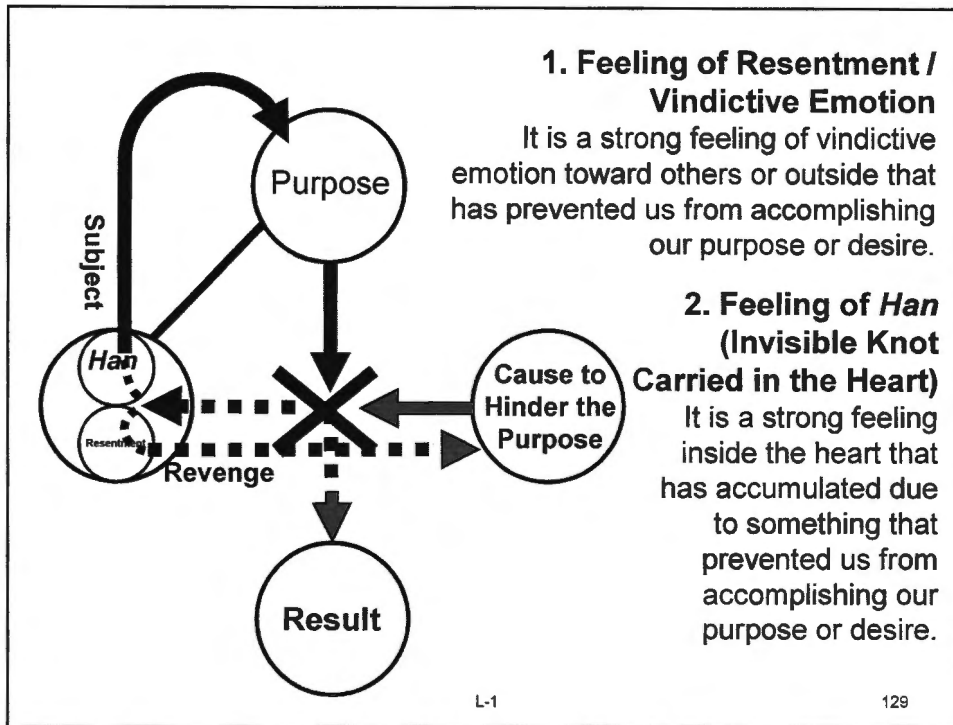 Purpose
Subject
Han
Resentment
Revenge
Cause to
Hinder the
Purpose
Result
1. Feeling of Resentment /
Vindictive Emotion
It is a strong feeling of vindictive
emotion toward others or outside that
has prevented us from accomplishing
our purpose or desire.
2. Feeling of Han
(Invisible Knot
Carried in the Heart)
It is a strong feeling
inside the heart that
has accumulated due
to something that
prevented us from
accomplishing our
purpose or desire.
L-1
129